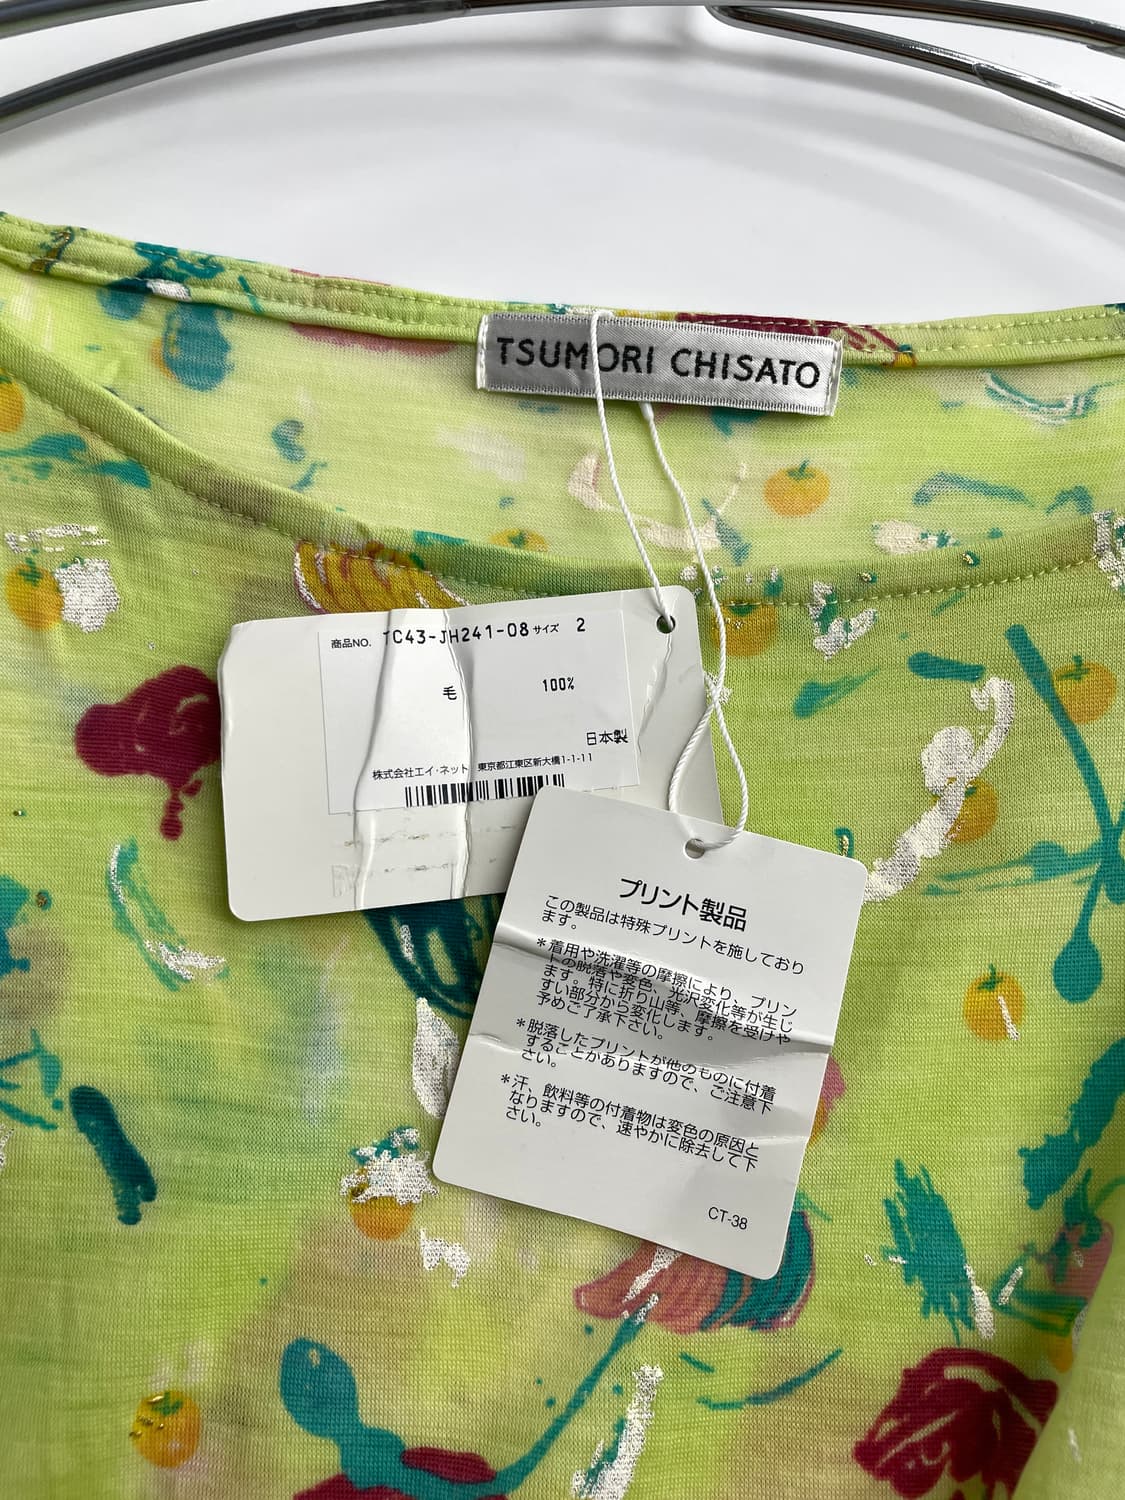 TSUMORI CHISATO
商品NO. TC43-JH241-08 サイズ 2
毛 100%
日本製
株式会社エイ・ネット 東京都江東区新大橋1-1-11
プリント製品
この製品は特殊プリントを施しており
ます。
*着用や洗濯等の摩擦により、プリン
トの脱落や変色、光沢変化等が生じ
ます。特に折り山等、摩擦を受けや
すい部分から変化します。
予めご了承下さい。
*脱落したプリントが他のものに付着
することがありますので、ご注意下
さい。
*汗、飲料等の付着物は変色の原因と
なりますので、速やかに除去して下
さい。
CT-38